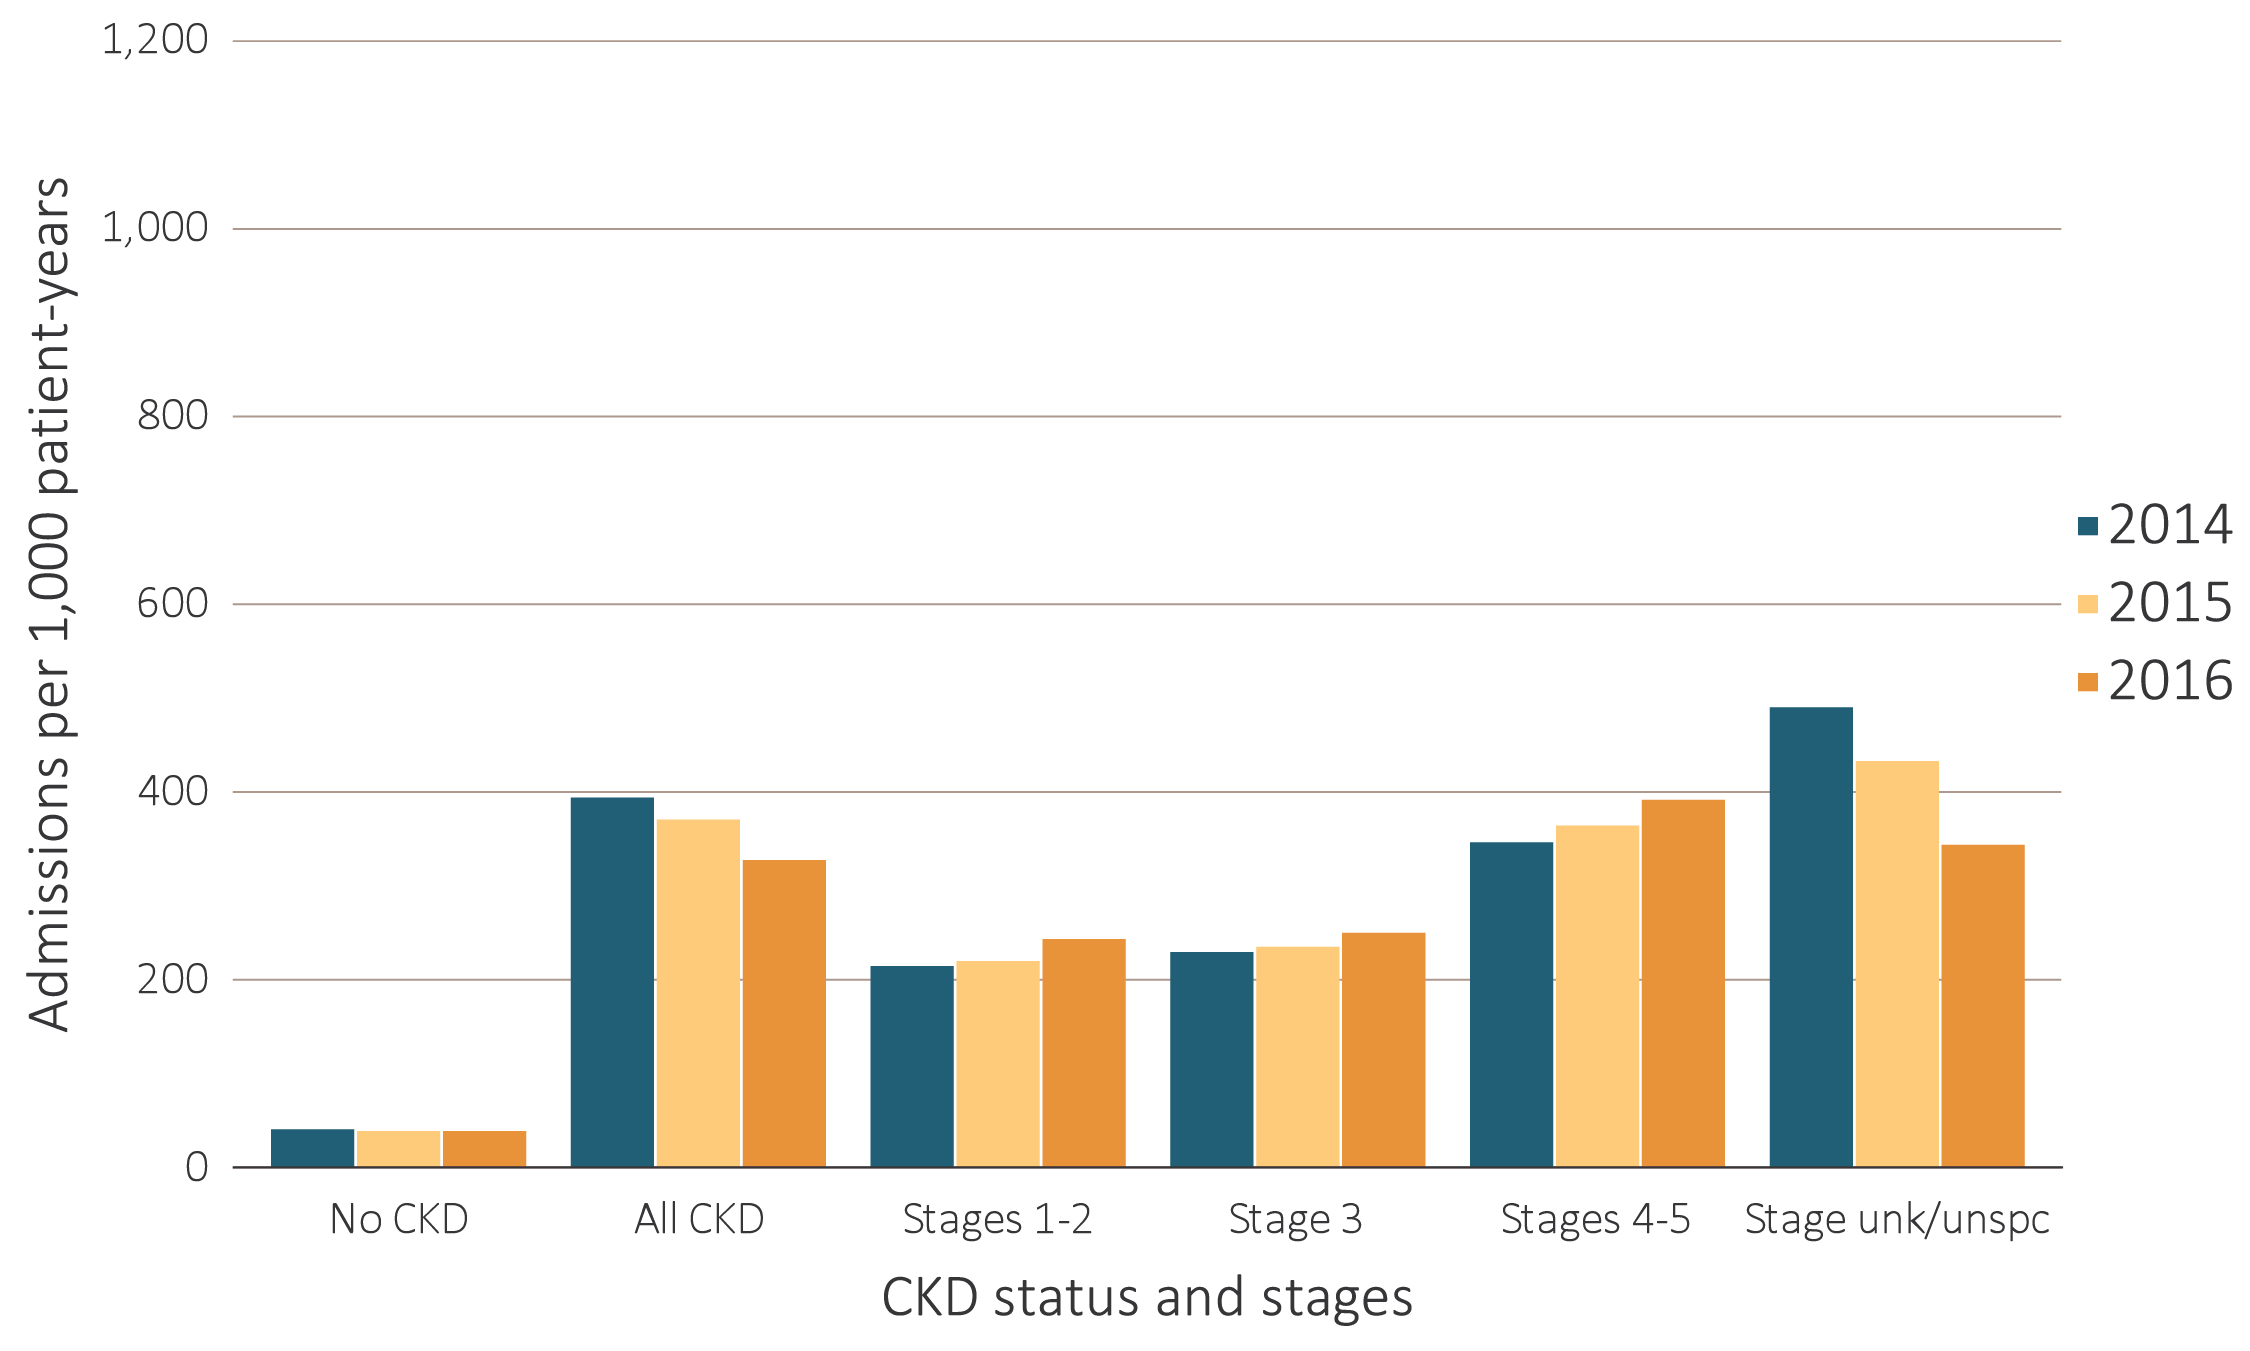 1,200
1,000
800
600
400
200
0
Admissions per 1,000 patient-years
No CKD
All CKD
Stages 1-2
Stage 3
Stages 4-5
Stage unk/unspc
CKD status and stages
2014
2015
2016